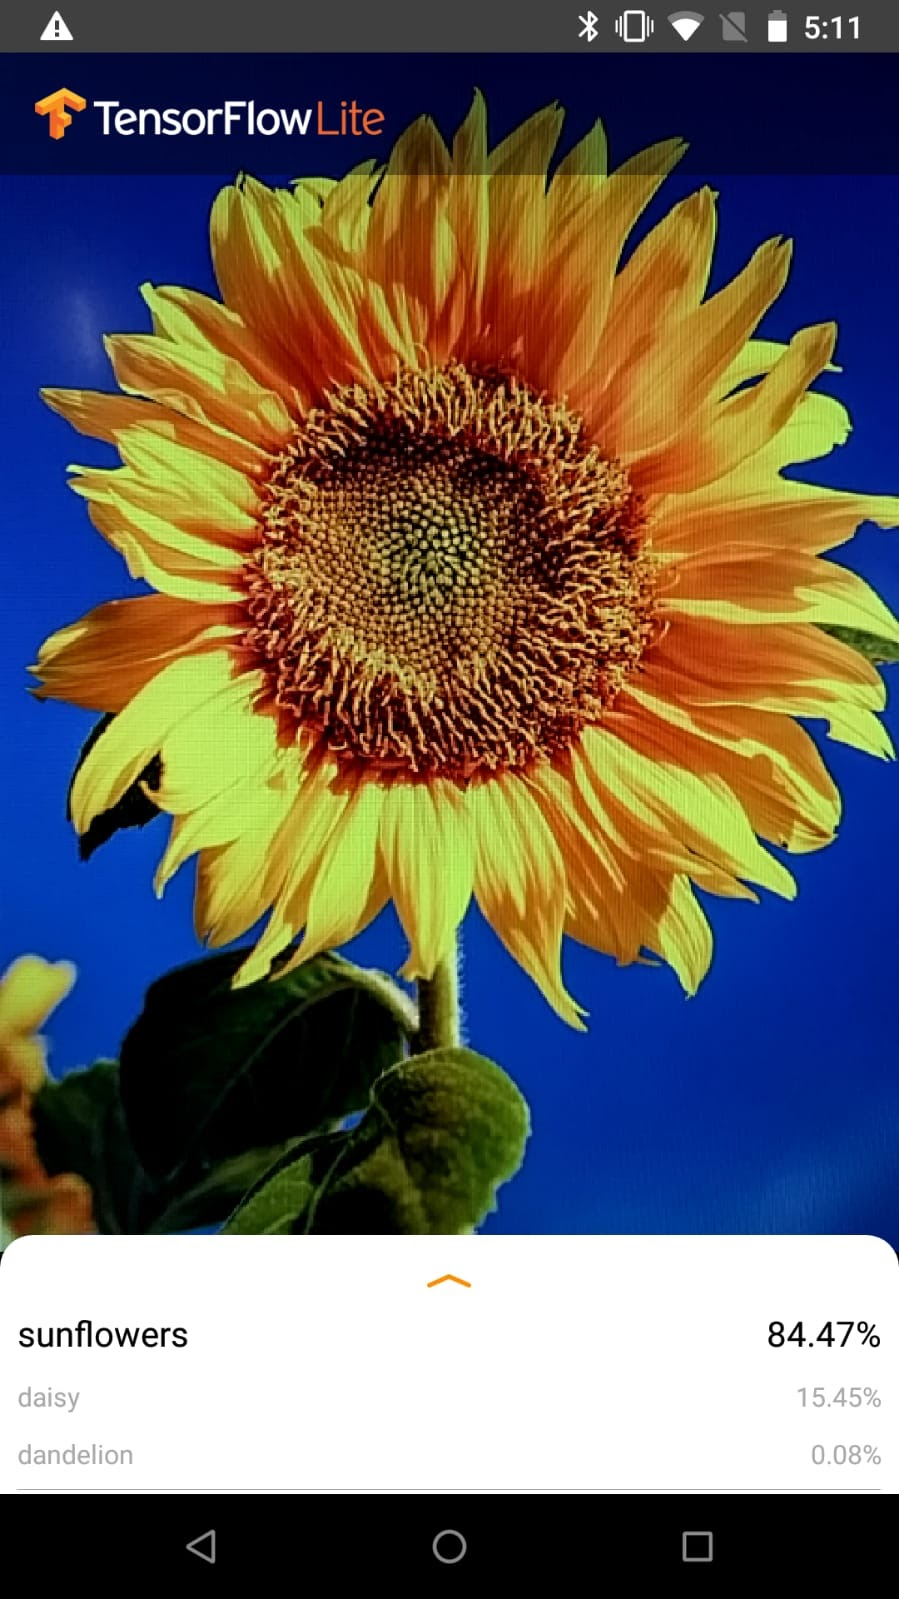 5:11
TensorFlow Lite
sunflowers 84.47%
daisy 15.45%
dandelion 0.08%